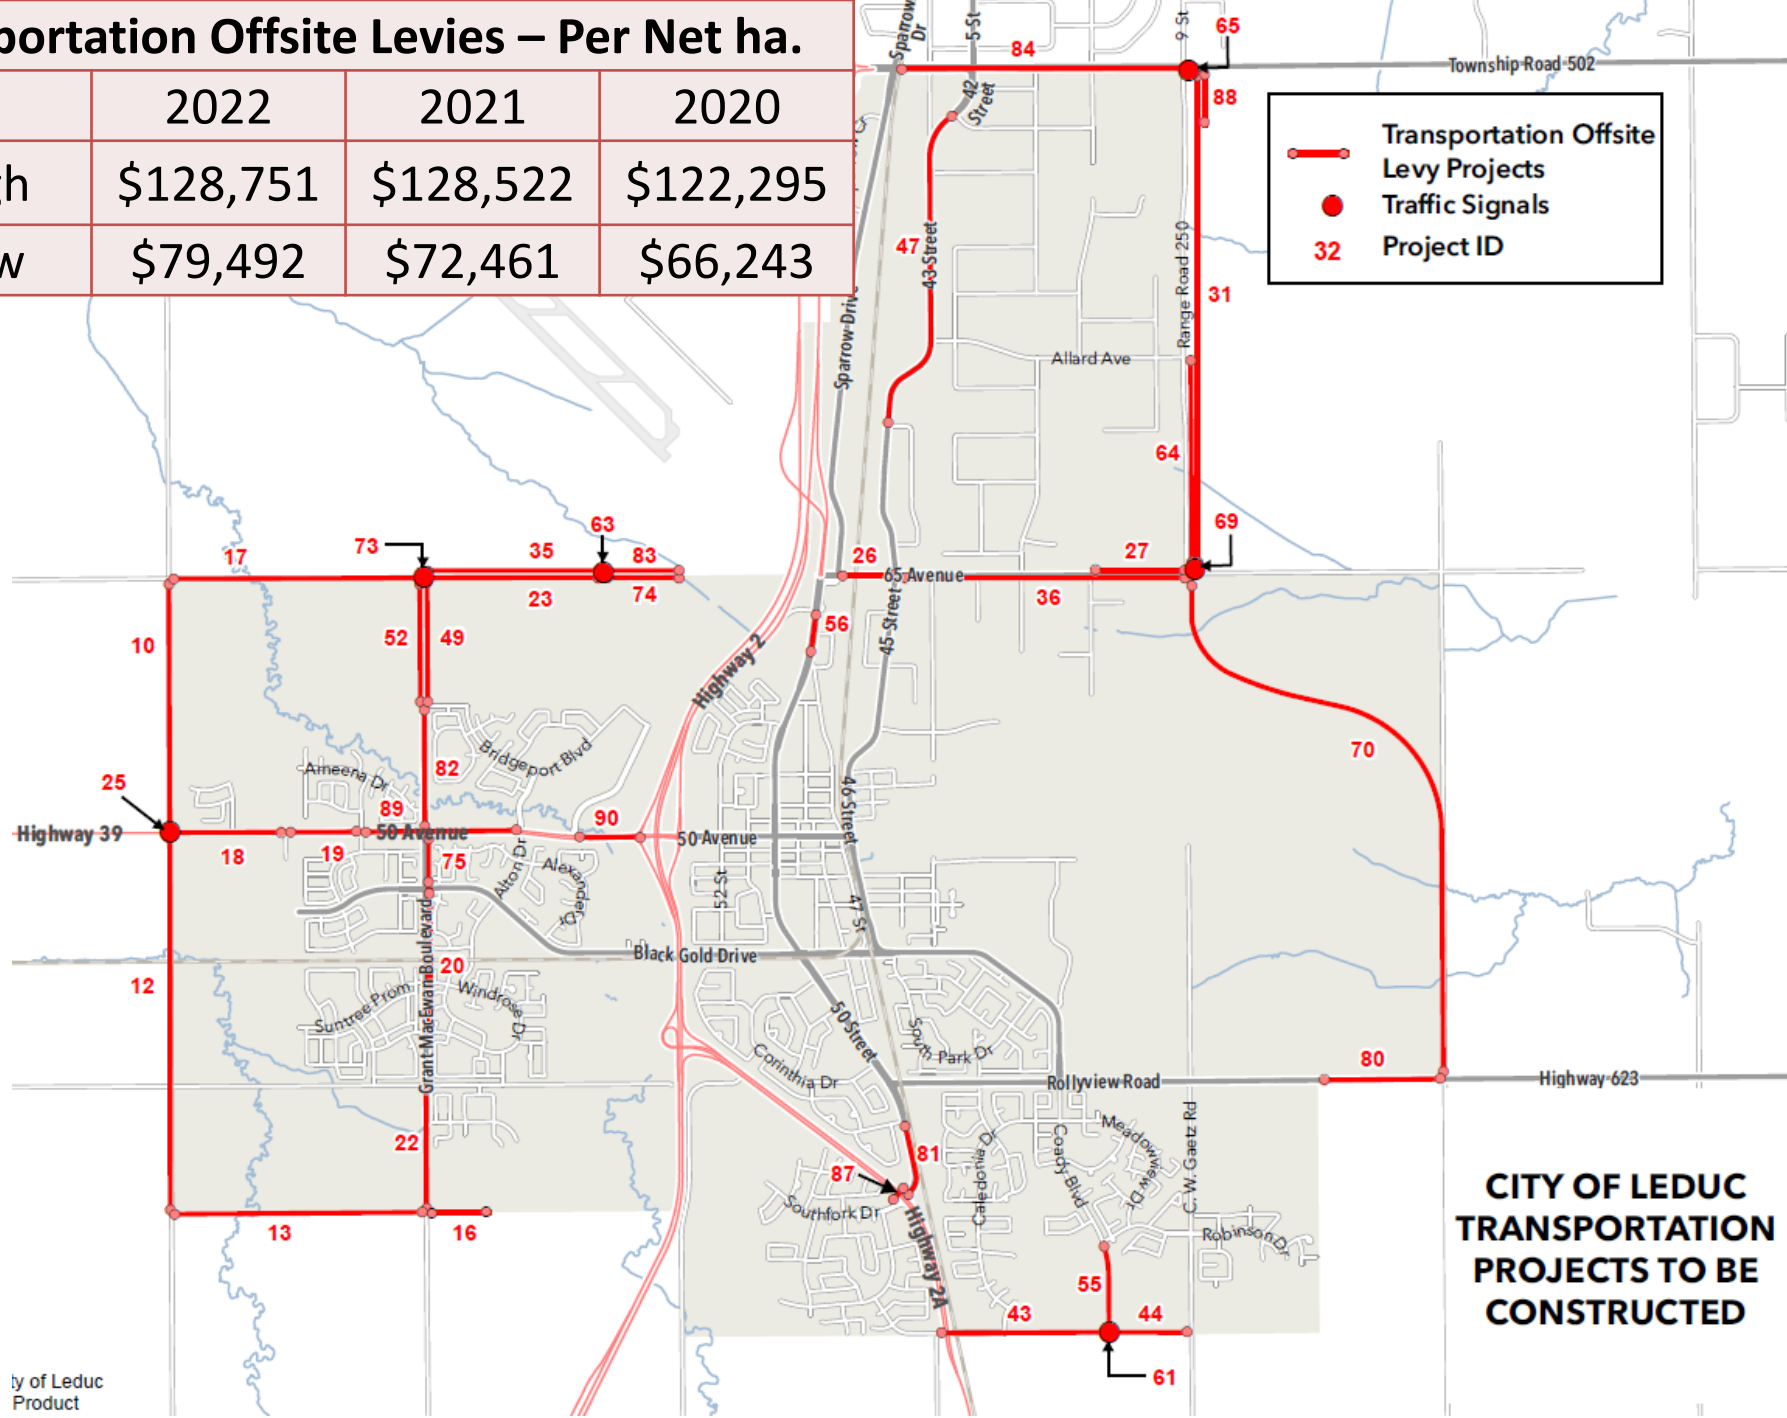 portation Offsite Levies – Per Net ha.
2022 2021 2020
gh $128,751 $128,522 $122,295
w $79,492 $72,461 $66,243
Sparrow Dr
5 St
9 St
65
84
Township Road 502
42 Street
88
Transportation Offsite
Levy Projects
Traffic Signals
32 Project ID
47
43 Street
Range Road 250
31
Sparrow Drive
Allard Ave
64
69
63
73
17
35
83
26
27
65 Avenue
23
74
36
10
52
49
56
45 Street
Highway 2
70
Bridgeport Blvd
Ameena Dr
82
25
89
90
46 Street
Highway 39
50 Avenue
50 Avenue
18
19
75
Alton Dr
Alexander Dr
52 St
47 St
Grant MacEwan Boulevard
Black Gold Drive
20
12
Suntree Prom
Windrose Dr
50 Street
South Park Dr
Corinthia Dr
80
Rollyview Road
Highway 623
22
81
87
Caledonia Dr
Coady Blvd
Meadowview Dr
C. W. Gaetz Rd
Southfork Dr
Highway 2A
Robinson Dr
13
16
55
43
44
61
CITY OF LEDUC
TRANSPORTATION
PROJECTS TO BE
CONSTRUCTED
ty of Leduc
Product